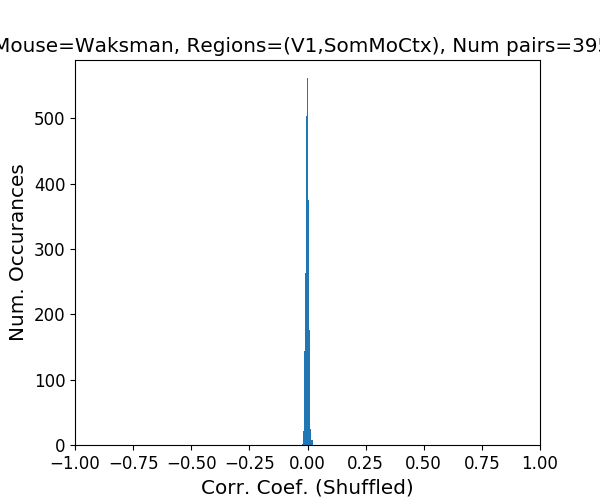 Mouse=Waksman, Regions=(V1,SomMoCtx), Num pairs=395
500
400
300
200
100
0
Num. Occurances
−1.00 −0.75 −0.50 −0.25 0.00 0.25 0.50 0.75 1.00
Corr. Coef. (Shuffled)